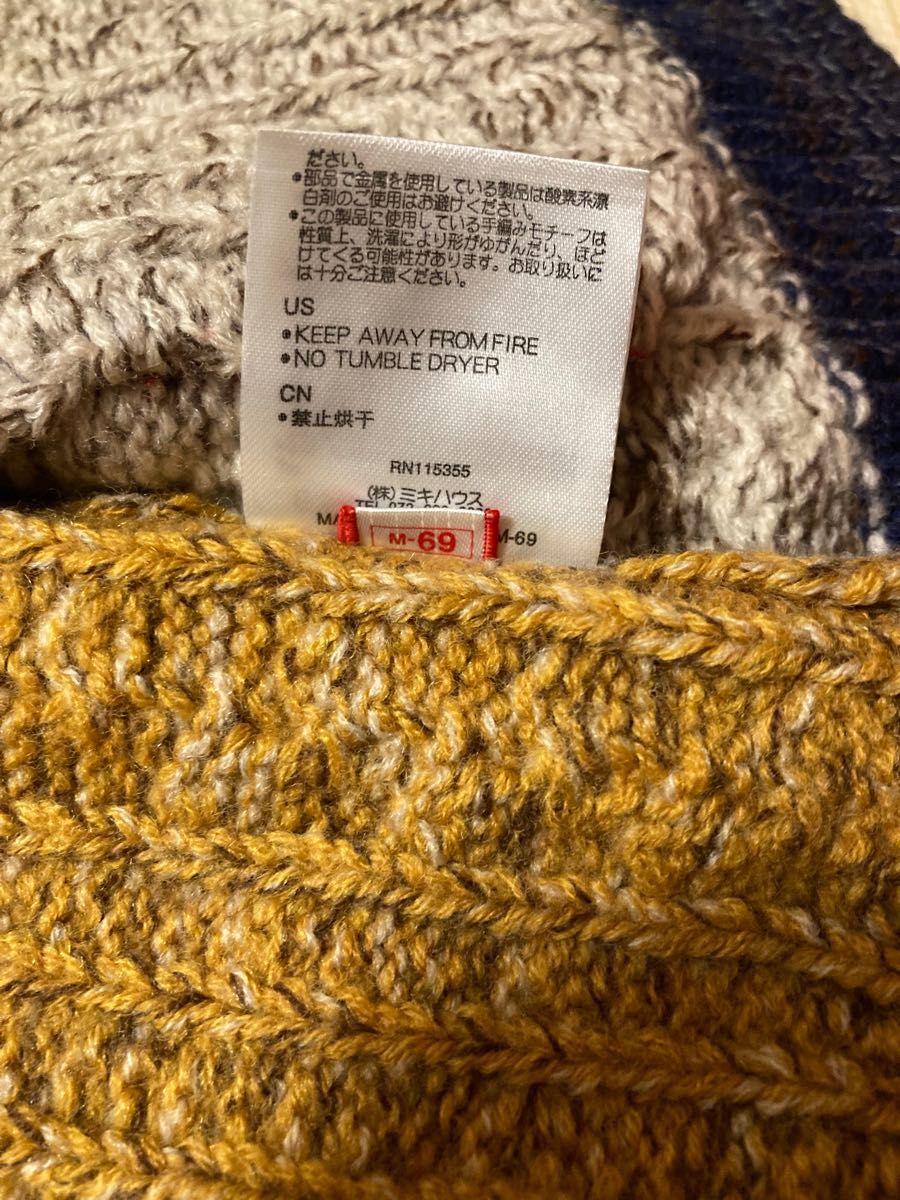 ださい。
●部品で金属を使用している製品は酸素系漂
白剤のご使用はお避けください。
●この製品に使用している手編みモチーフは
性質上、洗濯により形がゆがんだり、ほど
けてくる可能性があります。お取り扱いに
は十分ご注意ください。
US
●KEEP AWAY FROM FIRE
●NO TUMBLE DRYER
CN
●禁止烘干
RN115355
(株)ミキハウス
TEL
M-69
M-69